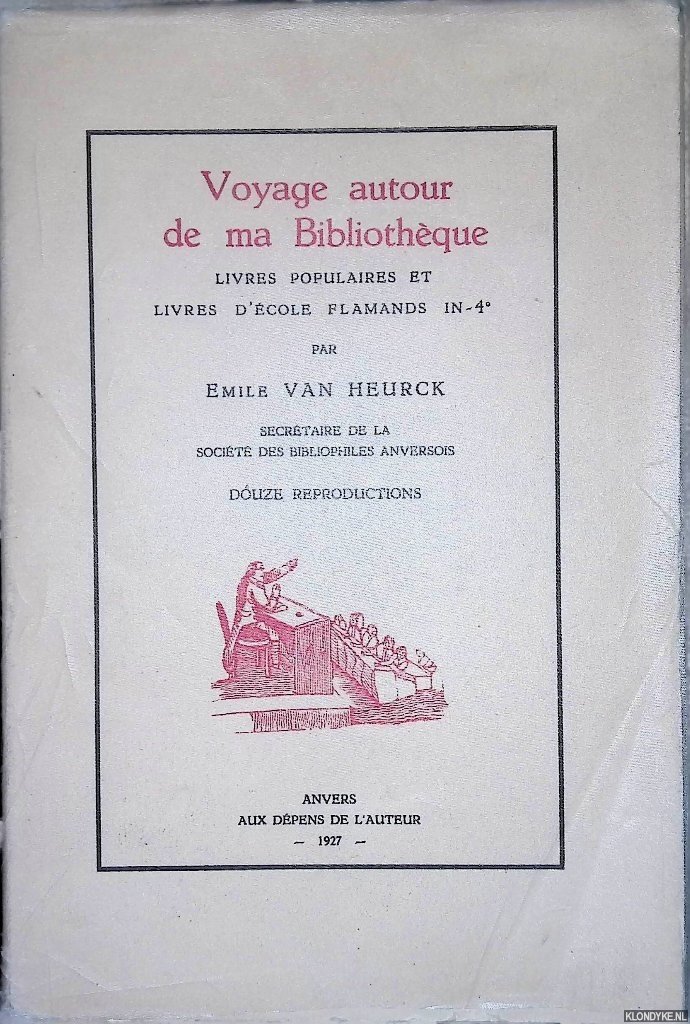 Voyage autour
de ma Bibliothèque
LIVRES POPULAIRES ET
LIVRES D'ÉCOLE FLAMANDS IN-4°
PAR
EMILE VAN HEURCK
SECRÉTAIRE DE LA
SOCIÉTÉ DES BIBLIOPHILES ANVERSOIS
DOUZE REPRODUCTIONS
ANVERS
AUX DÉPENS DE L'AUTEUR
– 1927 –
KLONDYKE.NL